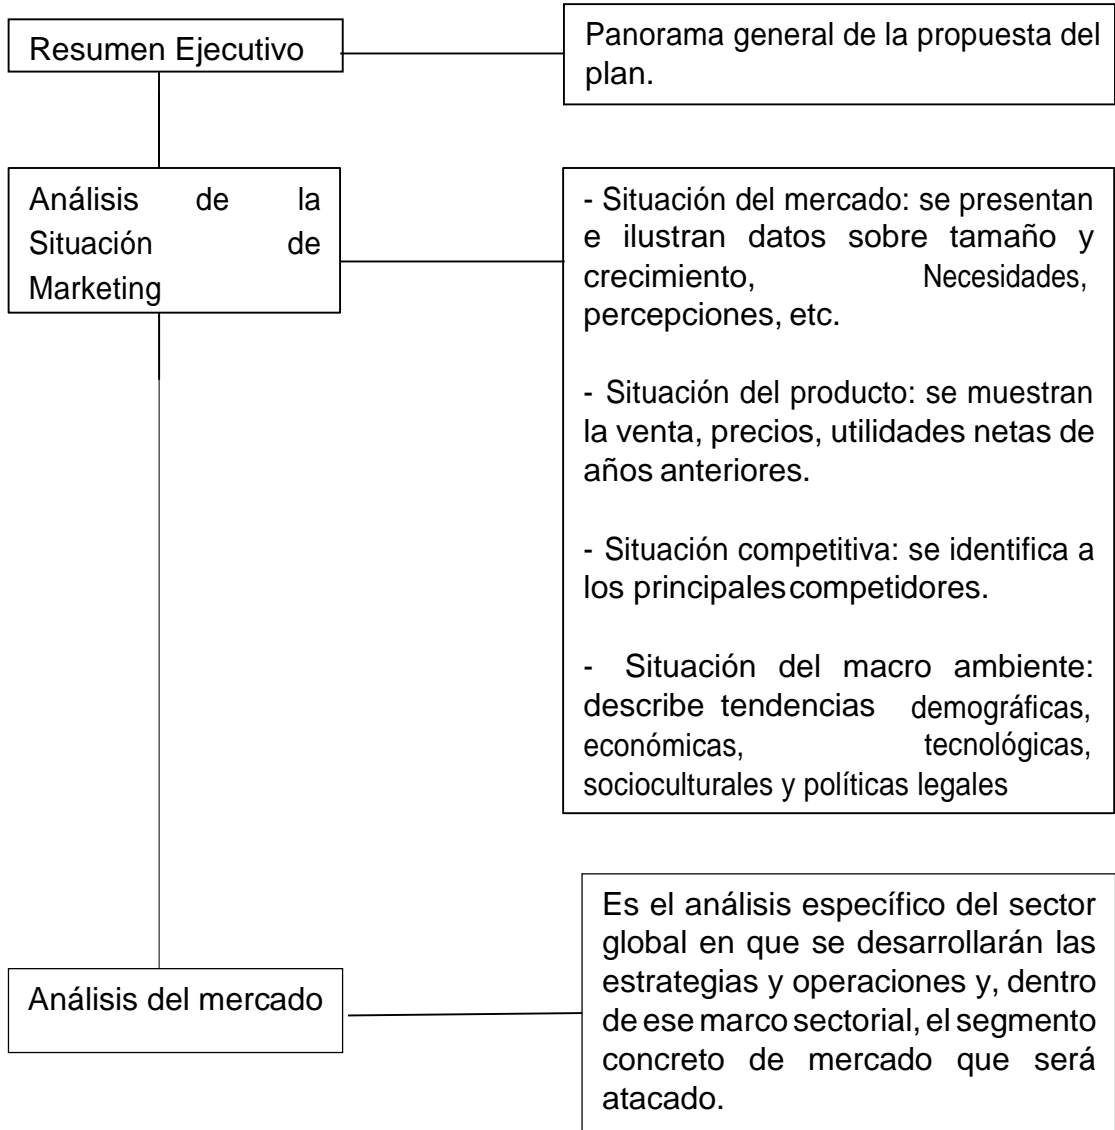 Resumen Ejecutivo
Panorama general de la propuesta del
plan.
Análisis de la
Situación de
Marketing
- Situación del mercado: se presentan
e ilustran datos sobre tamaño y
crecimiento, Necesidades,
percepciones, etc.
- Situación del producto: se muestran
la venta, precios, utilidades netas de
años anteriores.
- Situación competitiva: se identifica a
los principales competidores.
- Situación del macro ambiente:
describe tendencias demográficas,
económicas, tecnológicas,
socioculturales y políticas legales
Análisis del mercado
Es el análisis específico del sector
global en que se desarrollarán las
estrategias y operaciones y, dentro
de ese marco sectorial, el segmento
concreto de mercado que será
atacado.